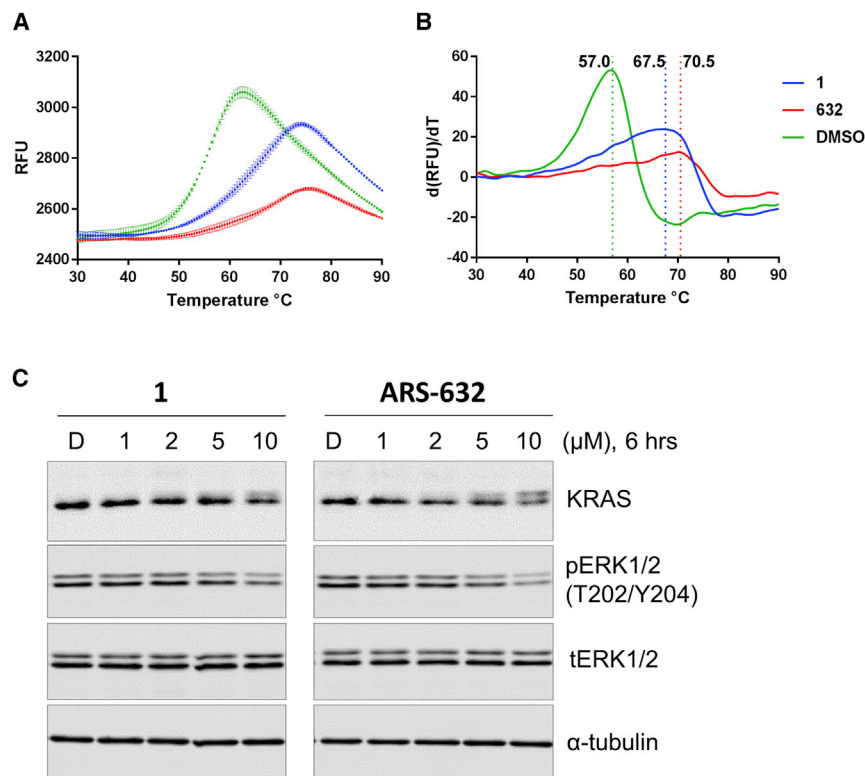 A
3200
3000
2800
2600
2400
RFU
30 40 50 60 70 80 90
Temperature °C
B
60
40
20
0
-20
-40
d(RFU)/dT
57.0 67.5 70.5
30 40 50 60 70 80 90
Temperature °C
1
632
DMSO
C
1 ARS-632
D 1 2 5 10 D 1 2 5 10 (μM), 6 hrs
KRAS
pERK1/2
(T202/Y204)
tERK1/2
α-tubulin